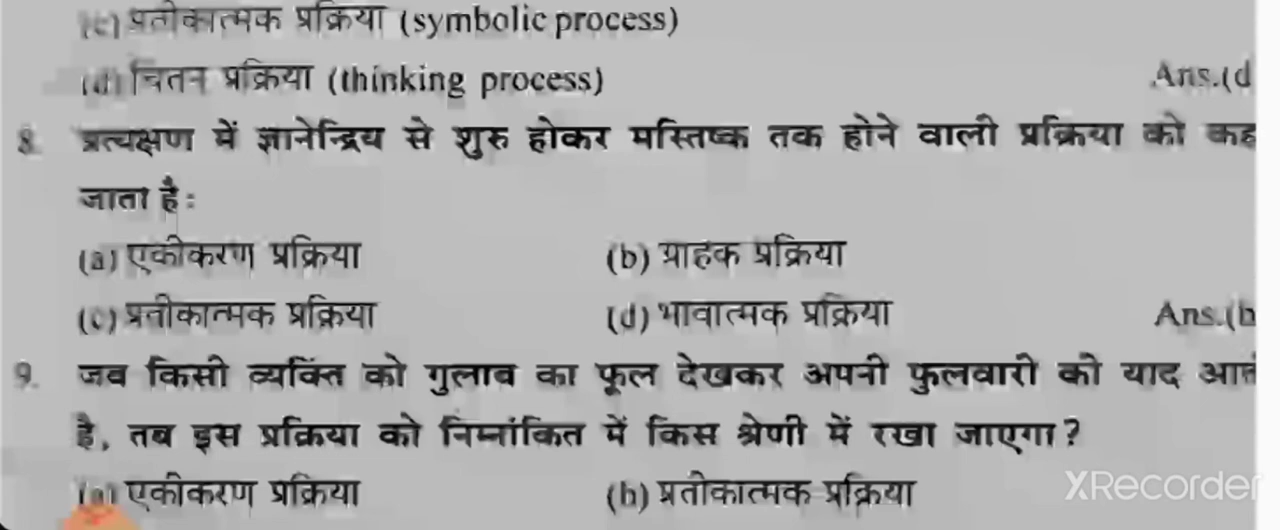 (c) प्रतीकात्मक प्रक्रिया (symbolic process)
(d) चिंतन प्रक्रिया (thinking process) Ans.(d
8. प्रत्यक्षण में ज्ञानेन्द्रिय से शुरु होकर मस्तिष्क तक होने वाली प्रक्रिया को कह
जाता है:
(a) एकीकरण प्रक्रिया (b) ग्राहक प्रक्रिया
(c) प्रतीकात्मक प्रक्रिया (d) भावात्मक प्रक्रिया Ans.(b
9. जब किसी व्यक्ति को गुलाब का फूल देखकर अपनी फुलवारी की याद आत
है, तब इस प्रक्रिया को निम्नांकित में किस श्रेणी में रखा जाएगा?
(a) एकीकरण प्रक्रिया (b) प्रतीकात्मक प्रक्रिया
XRecorder